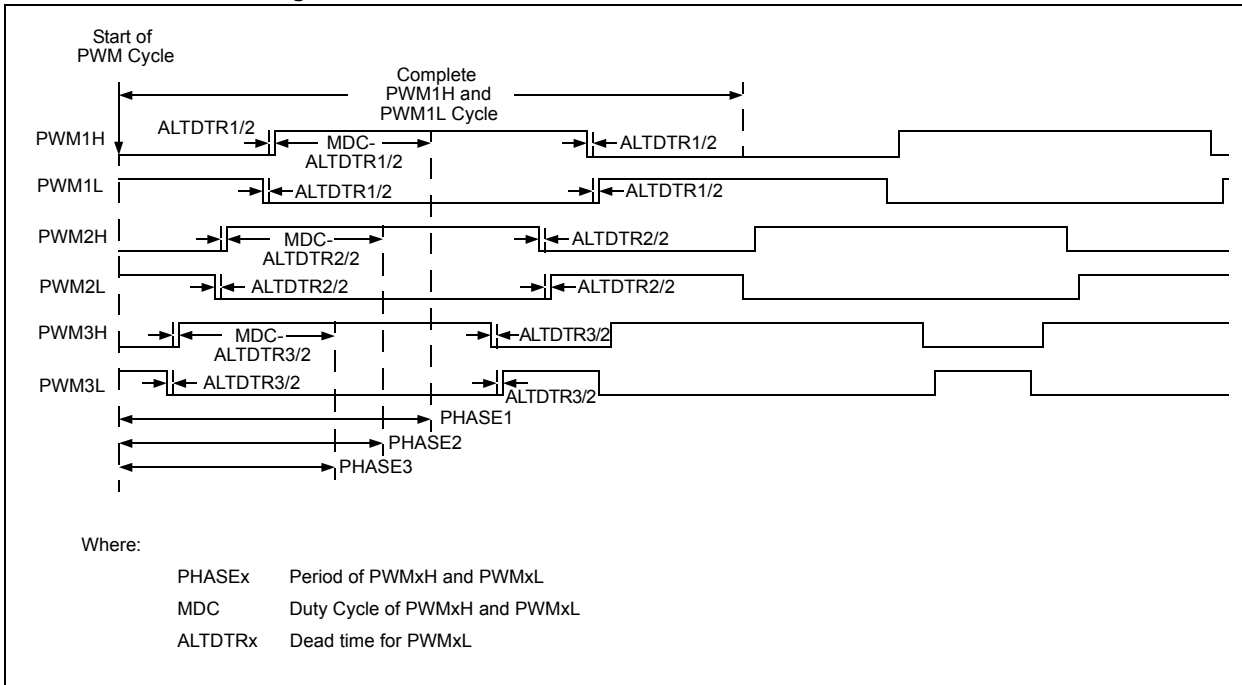 Start of
PWM Cycle
Complete
PWM1H and
PWM1L Cycle
PWM1H
ALTDTR1/2
MDC-
ALTDTR1/2
ALTDTR1/2
PWM1L
ALTDTR1/2
ALTDTR1/2
PWM2H
MDC-
ALTDTR2/2
ALTDTR2/2
PWM2L
ALTDTR2/2
ALTDTR2/2
PWM3H
MDC-
ALTDTR3/2
ALTDTR3/2
PWM3L
ALTDTR3/2
ALTDTR3/2
PHASE1
PHASE2
PHASE3
Where:
PHASEx Period of PWMxH and PWMxL
MDC Duty Cycle of PWMxH and PWMxL
ALTDTRx Dead time for PWMxL